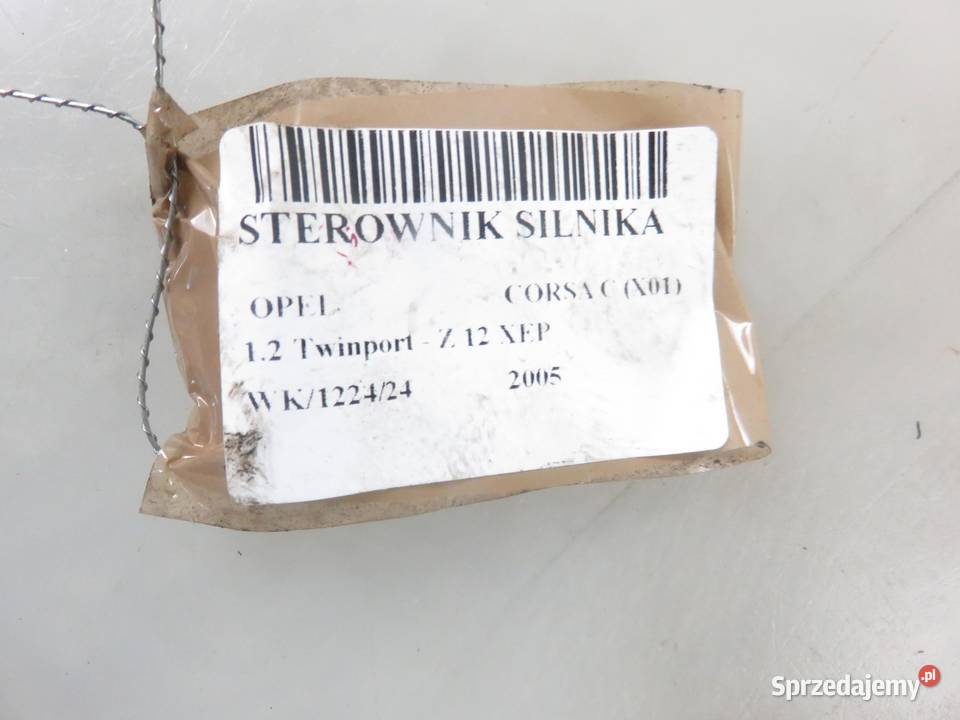 STEROWNIK SILNIKA
OPEL CORSA C (X01)
1.2 Twinport - Z 12 XEP
WK/1224/24 2005
Sprzedajemy.pl